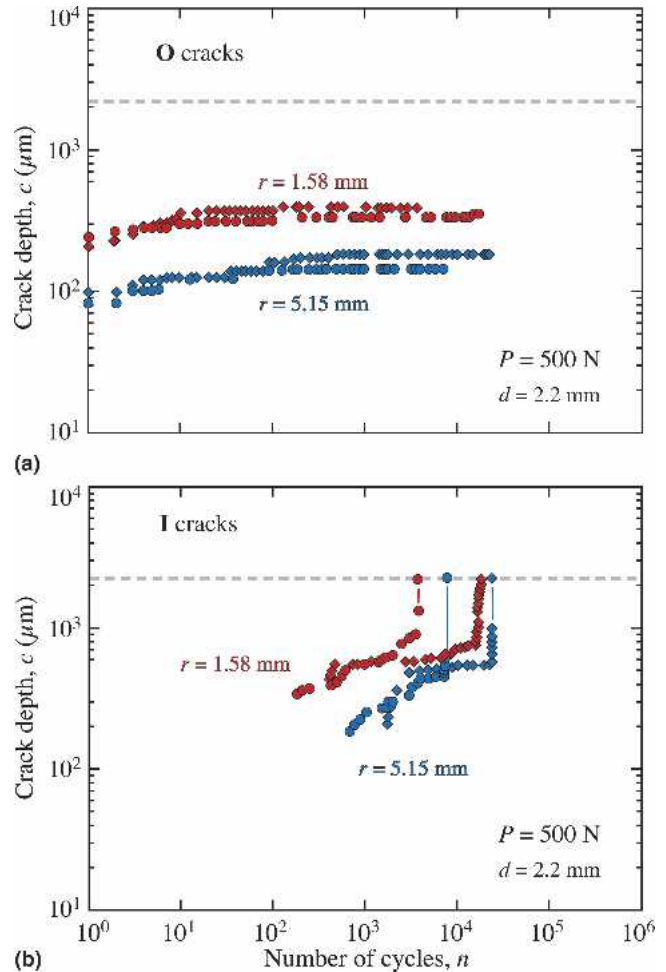 10⁴
O cracks
10³
r = 1.58 mm
Crack depth, c (μm)
10²
r = 5.15 mm
P = 500 N
d = 2.2 mm
10¹
(a)
10⁴
I cracks
10³
r = 1.58 mm
Crack depth, c (μm)
10²
r = 5.15 mm
P = 500 N
d = 2.2 mm
10¹
10⁰ 10¹ 10² 10³ 10⁴ 10⁵ 10⁶
(b) Number of cycles, n